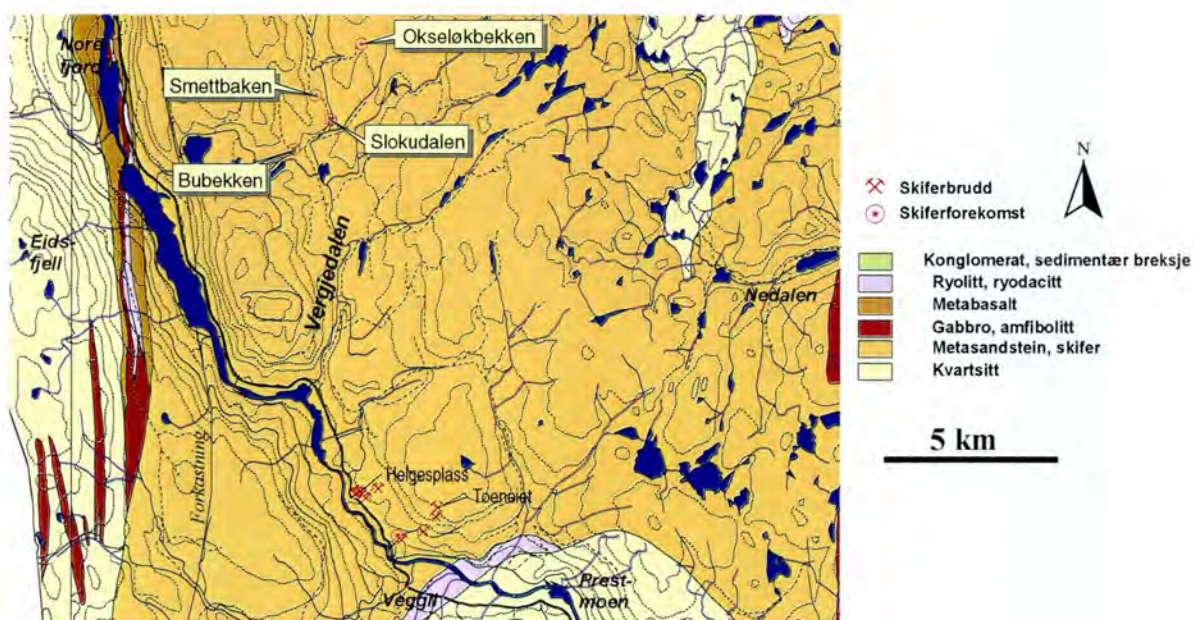 Nore
fjord
Okseløkbekken
Smettbaken
Slokudalen
Bubekken
Eids-
fjell
Vergjedalen
Nedalen
Forkastning
Helgesplass
Toeneiet
Veggli
Prest-
moen
N
Skiferbrudd
Skiferforekomst
Konglomerat, sedimentær breksje
Ryolitt, ryodacitt
Metabasalt
Gabbro, amfibolitt
Metasandstein, skifer
Kvartsitt
5 km